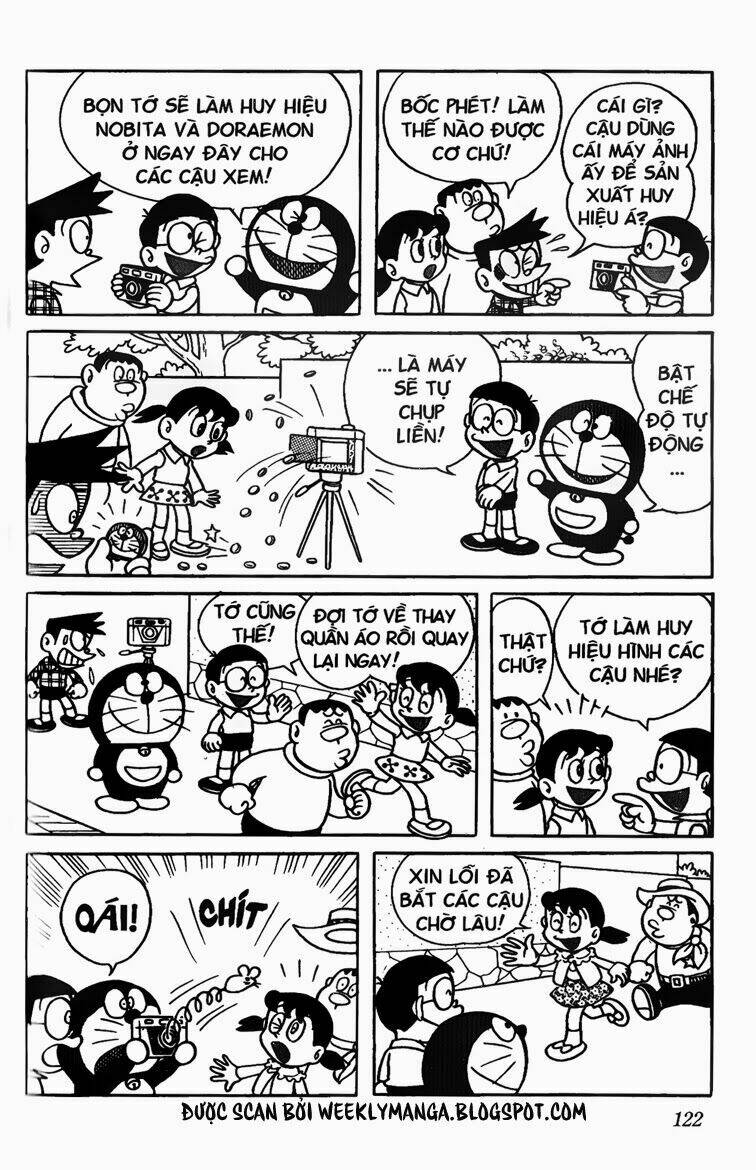 CÁI GÌ?
CẬU DÙNG
CÁI MÁY ẢNH
ẤY ĐỂ SẢN
XUẤT HUY
HIỆU Á?
BỐC PHÉT! LÀM
THẾ NÀO ĐƯỢC
CƠ CHỨ!
BỌN TỚ SẼ LÀM HUY HIỆU
NOBITA VÀ DORAEMON
Ở NGAY ĐÂY CHO
CÁC CẬU XEM!
BẬT CHẾ
ĐỘ TỰ
ĐỘNG
...
... LÀ MÁY
SẼ TỰ
CHỤP
LIỀN!
TỚ LÀM HUY
HIỆU HÌNH CÁC
CẬU NHÉ?
THẬT
CHỨ?
ĐỢI TỚ VỀ THAY
QUẦN ÁO RỒI QUAY
LẠI NGAY!
TỚ CŨNG
THẾ!
XIN LỖI ĐÃ
BẮT CÁC CẬU
CHỜ LÂU!
CHÍT
QÁI!
ĐƯỢC SCAN BỞI WEEKLYMANGA.BLOGSPOT.COM
122